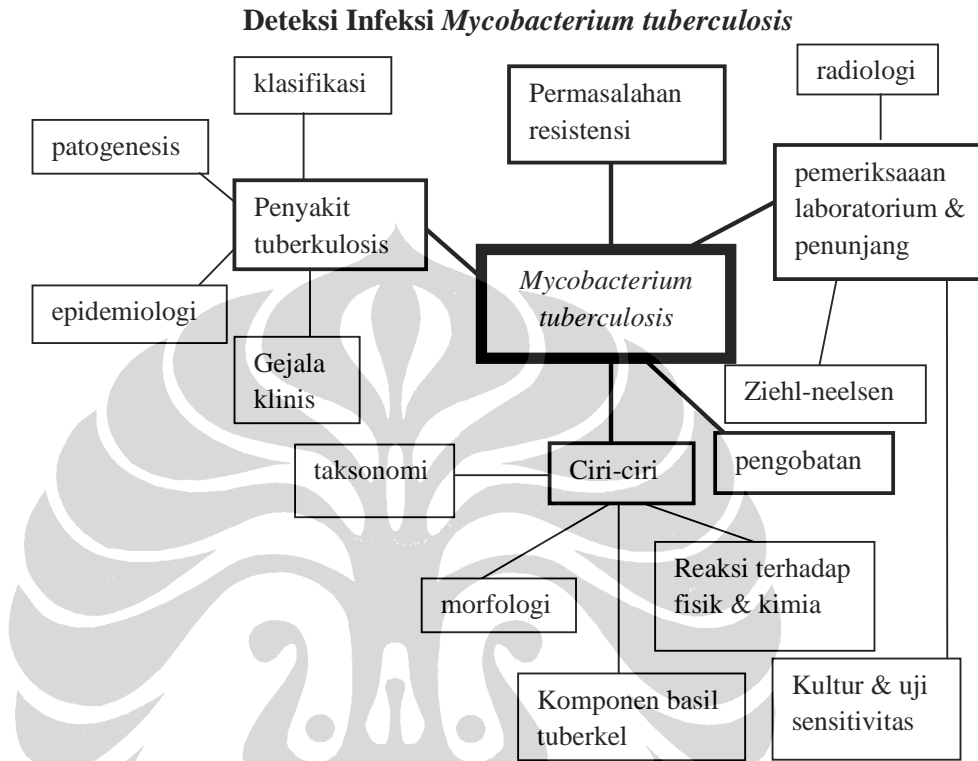 Deteksi Infeksi Mycobacterium tuberculosis
klasifikasi
Permasalahan
resistensi
radiologi
patogenesis
Penyakit
tuberkulosis
pemeriksaaan
laboratorium &
penunjang
Mycobacterium
tuberculosis
epidemiologi
Gejala
klinis
Ziehl-neelsen
taksonomi
Ciri-ciri
pengobatan
Reaksi terhadap
fisik & kimia
morfologi
Komponen basil
tuberkel
Kultur & uji
sensitivitas